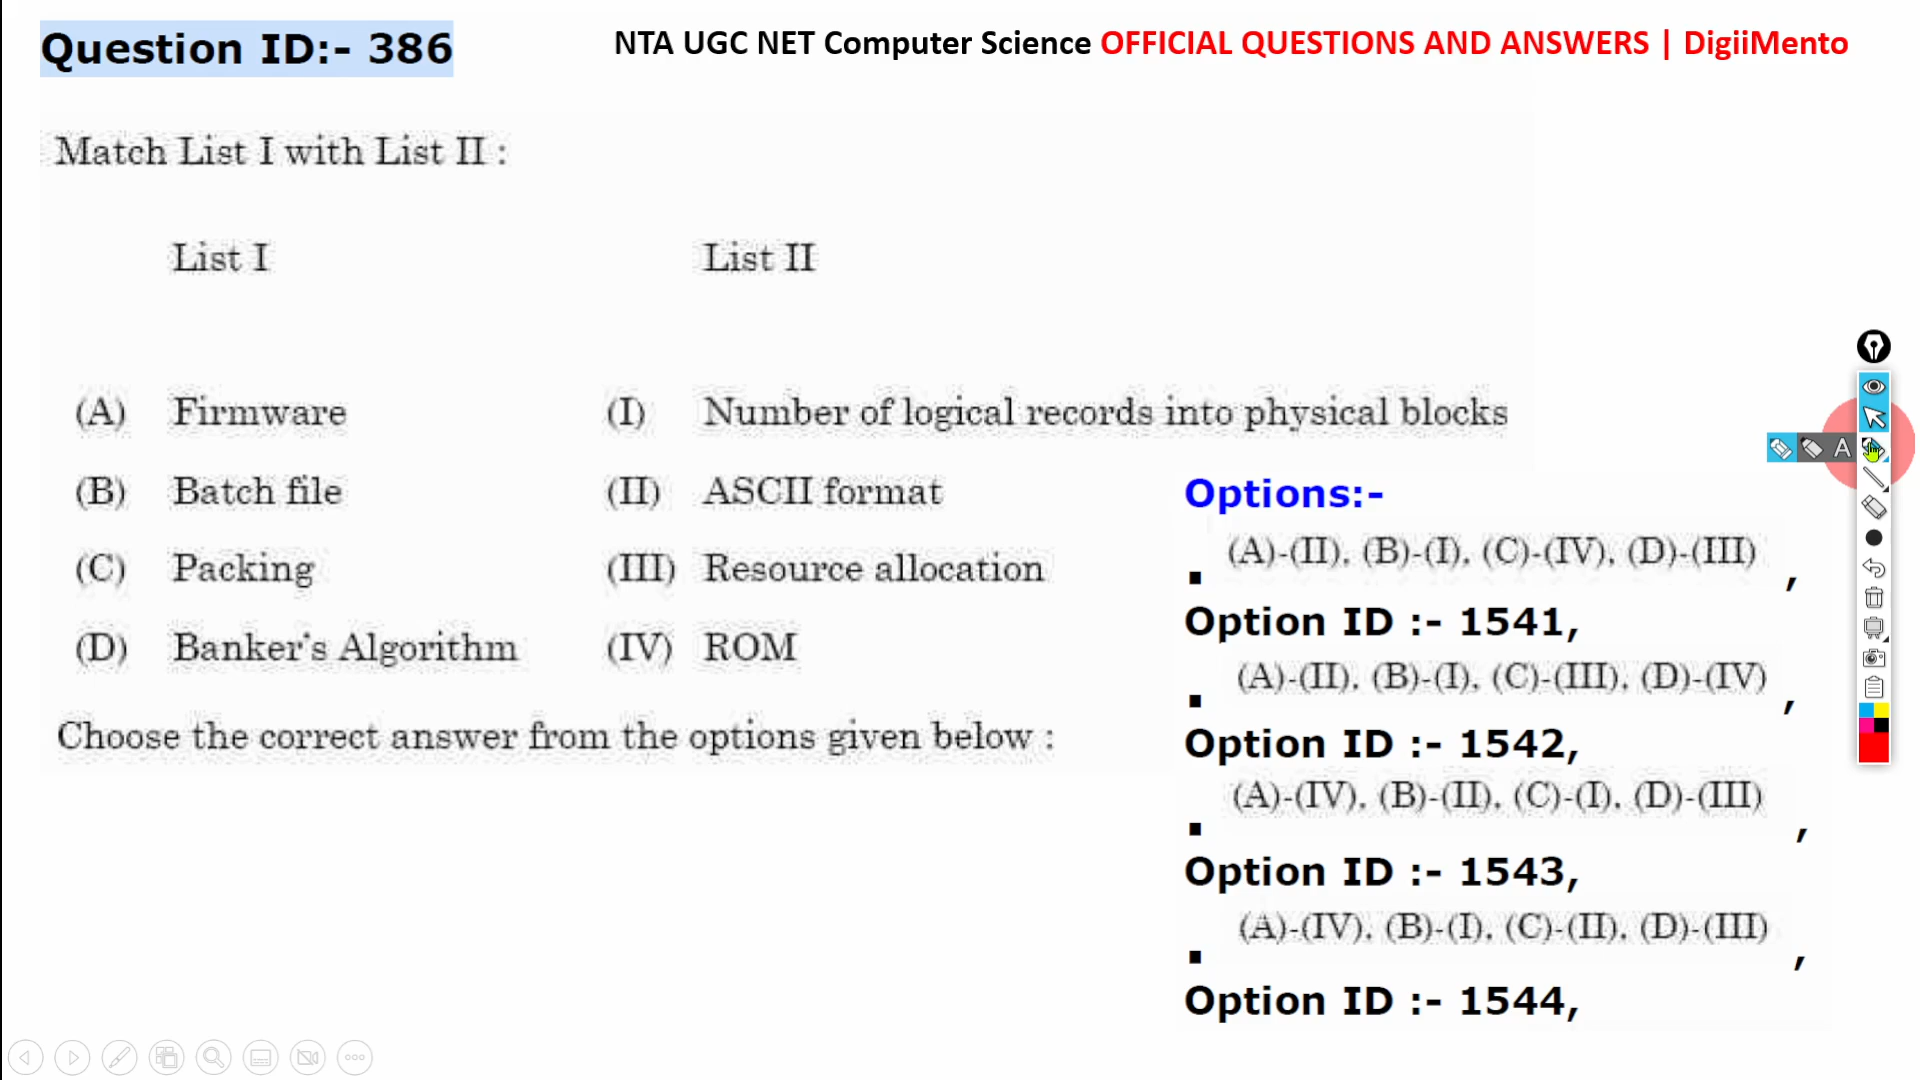 Question ID:- 386
NTA UGC NET Computer Science OFFICIAL QUESTIONS AND ANSWERS | DigiiMento
Match List I with List II :
List I List II
(A) Firmware (I) Number of logical records into physical blocks
(B) Batch file (II) ASCII format
(C) Packing (III) Resource allocation
(D) Banker's Algorithm (IV) ROM
Choose the correct answer from the options given below :
Options:-
. (A)-(II), (B)-(I), (C)-(IV), (D)-(III) ,
Option ID :- 1541,
. (A)-(II), (B)-(I), (C)-(III), (D)-(IV) ,
Option ID :- 1542,
. (A)-(IV), (B)-(II), (C)-(I), (D)-(III) ,
Option ID :- 1543,
. (A)-(IV), (B)-(I), (C)-(II), (D)-(III) ,
Option ID :- 1544,
A